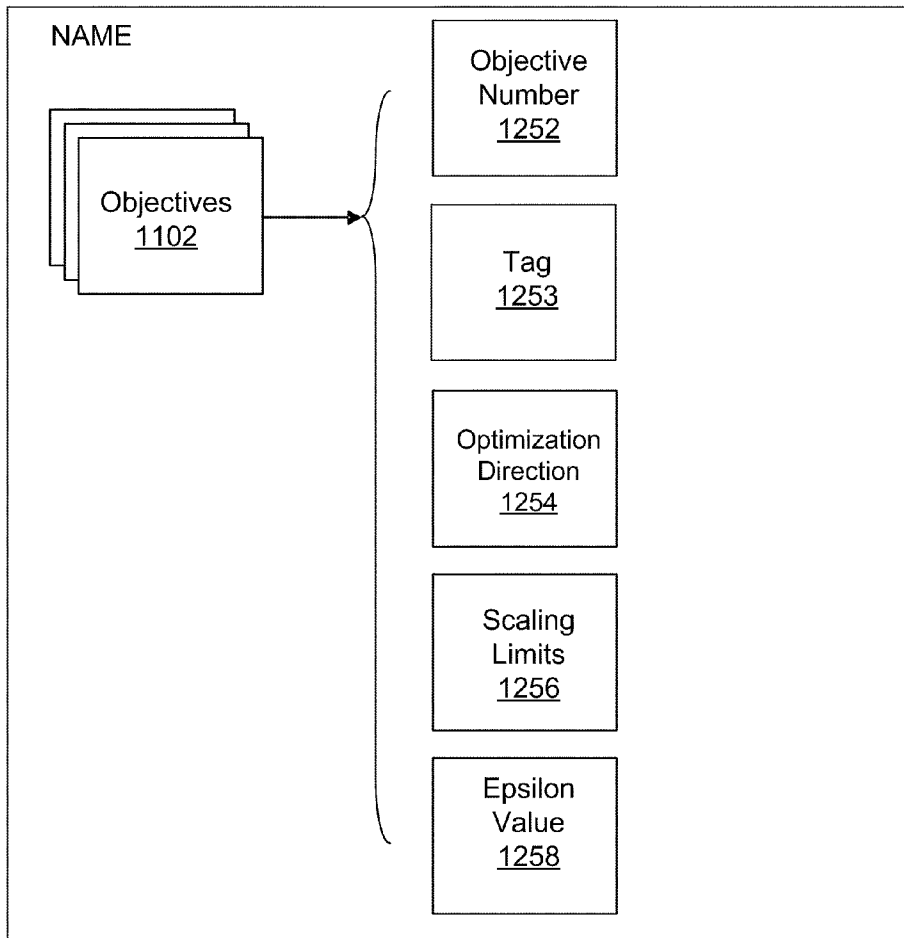 NAME
Objectives
1102
Objective
Number
1252
Tag
1253
Optimization
Direction
1254
Scaling
Limits
1256
Epsilon
Value
1258